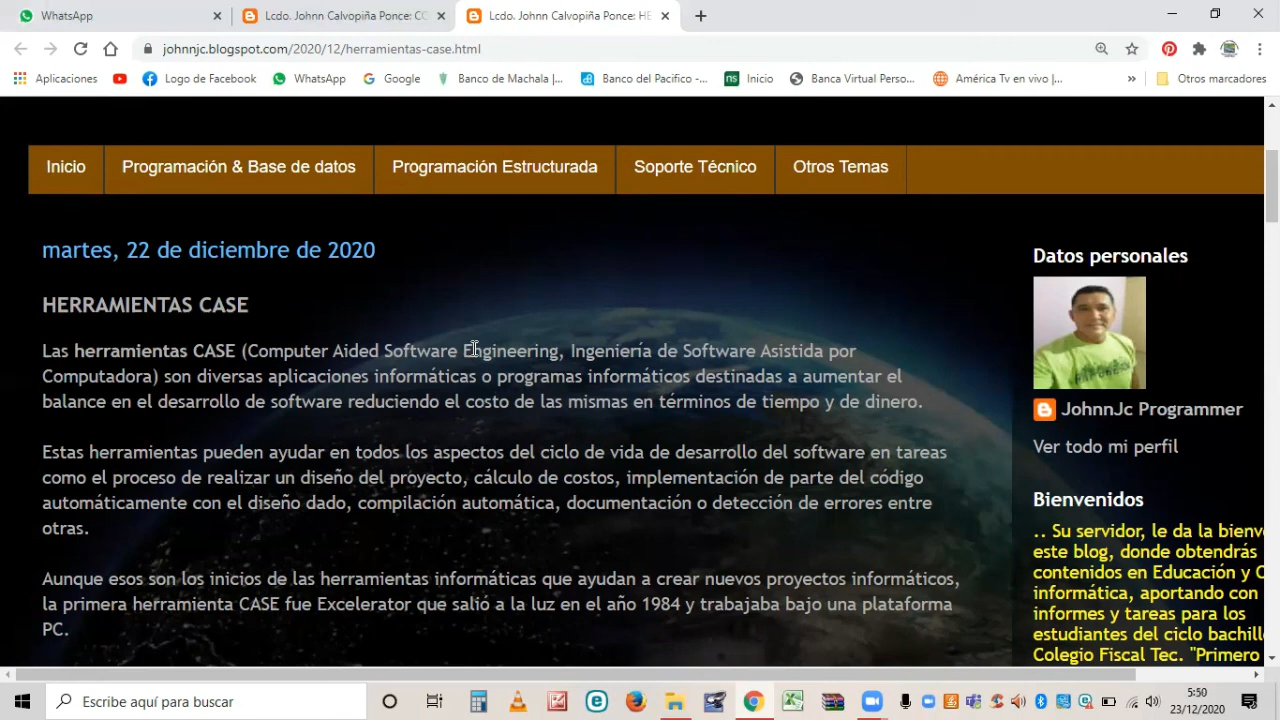 WhatsApp
Lcdo. Johnn Calvopiña Ponce: CC
Lcdo. Johnn Calvopiña Ponce: HE
johnnjc.blogspot.com/2020/12/herramientas-case.html
Aplicaciones
Logo de Facebook
WhatsApp
Google
Banco de Machala |...
Banco del Pacifico -...
ns
Inicio
Banca Virtual Perso...
América Tv en vivo |...
»
Otros marcadores
Inicio
Programación & Base de datos
Programación Estructurada
Soporte Técnico
Otros Temas
martes, 22 de diciembre de 2020
HERRAMIENTAS CASE
Las herramientas CASE (Computer Aided Software Engineering, Ingeniería de Software Asistida por
Computadora) son diversas aplicaciones informáticas o programas informáticos destinadas a aumentar el
balance en el desarrollo de software reduciendo el costo de las mismas en términos de tiempo y de dinero.
Estas herramientas pueden ayudar en todos los aspectos del ciclo de vida de desarrollo del software en tareas
como el proceso de realizar un diseño del proyecto, cálculo de costos, implementación de parte del código
automáticamente con el diseño dado, compilación automática, documentación o detección de errores entre
otras.
Aunque esos son los inicios de las herramientas informáticas que ayudan a crear nuevos proyectos informáticos,
la primera herramienta CASE fue Excelerator que salió a la luz en el año 1984 y trabajaba bajo una plataforma
PC.
Datos personales
JohnnJc Programmer
Ver todo mi perfil
Bienvenidos
.. Su servidor, le da la bienv
este blog, donde obtendrás
contenidos en Educación y C
informática, aportando con
informes y tareas para los
estudiantes del ciclo bachill
Colegio Fiscal Tec. "Primero
Escribe aquí para buscar
5:50
23/12/2020